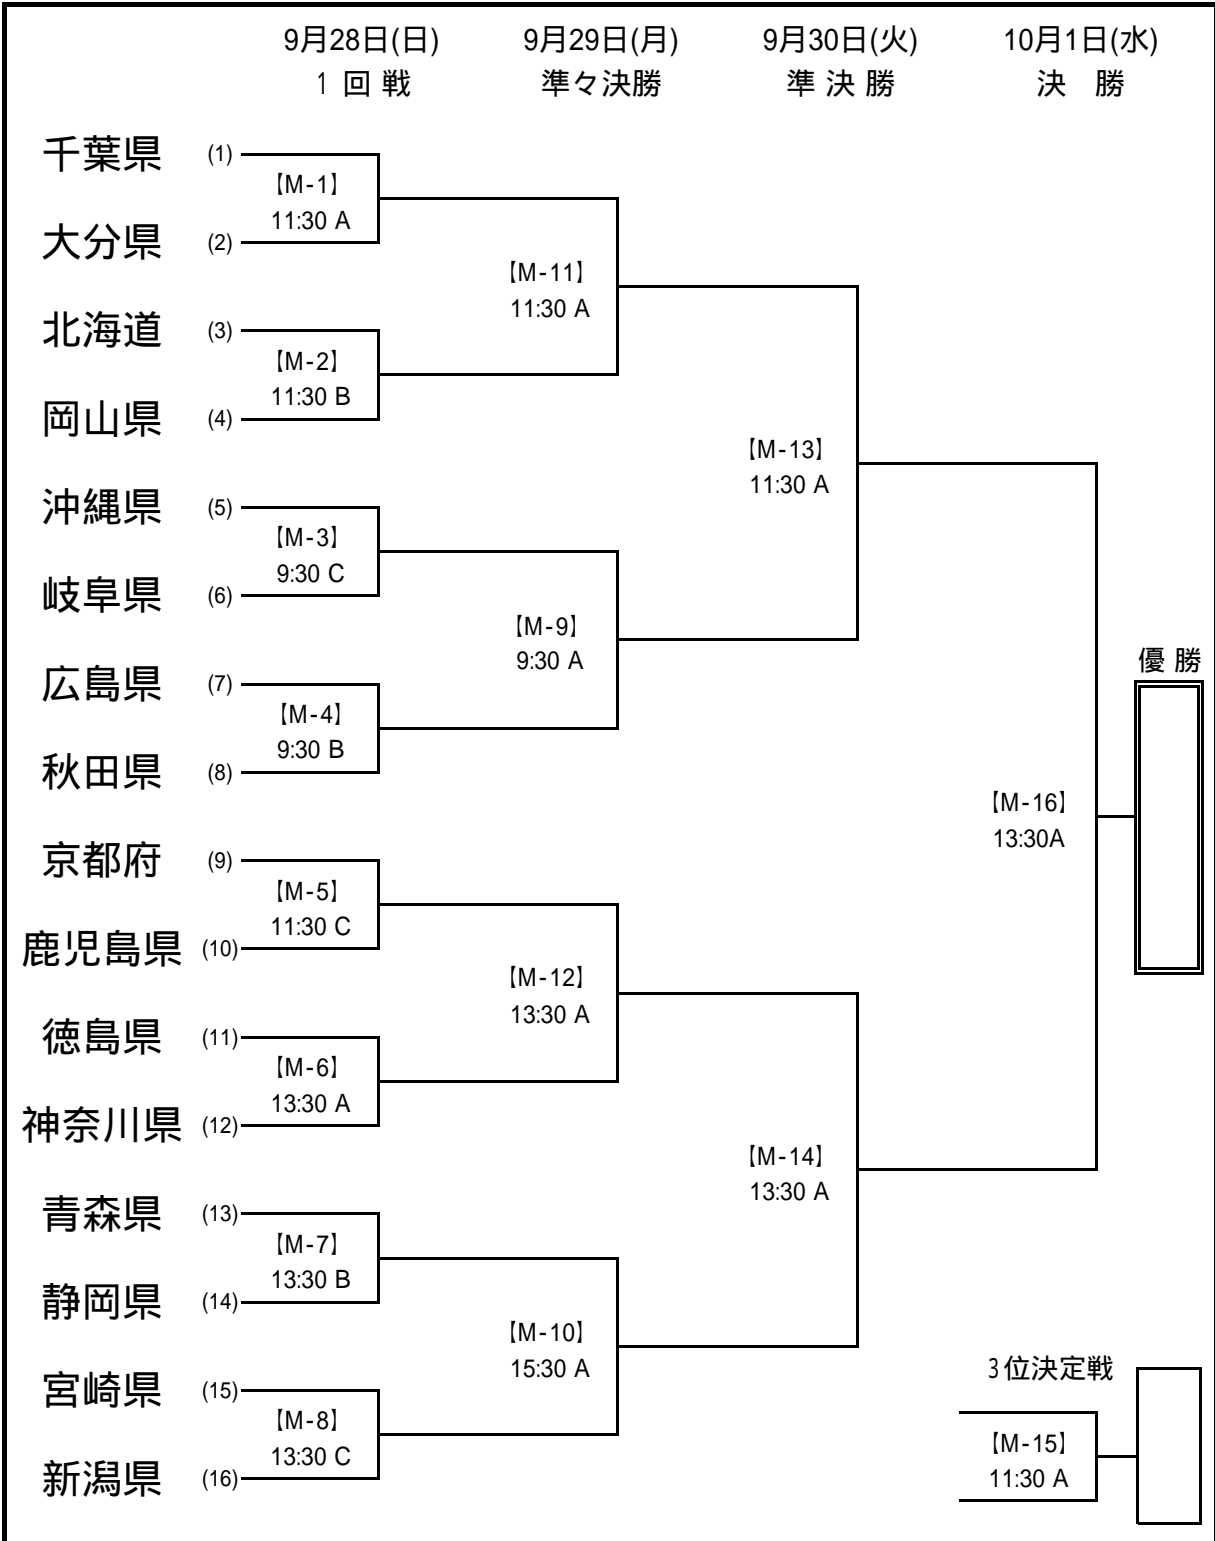 9月28日(日) 9月29日(月) 9月30日(火) 10月1日(水)
1 回 戦 準々決勝 準 決 勝 決 勝
千葉県 (1)
【M-1】
11:30 A
大分県 (2)
【M-11】
11:30 A
北海道 (3)
【M-2】
11:30 B
岡山県 (4)
【M-13】
11:30 A
沖縄県 (5)
【M-3】
9:30 C
岐阜県 (6)
【M-9】
9:30 A
優 勝
広島県 (7)
【M-4】
9:30 B
秋田県 (8)
【M-16】
13:30A
京都府 (9)
【M-5】
11:30 C
鹿児島県 (10)
【M-12】
13:30 A
徳島県 (11)
【M-6】
13:30 A
神奈川県 (12)
【M-14】
13:30 A
青森県 (13)
【M-7】
13:30 B
静岡県 (14)
【M-10】
15:30 A
3位決定戦
宮崎県 (15)
【M-8】
13:30 C
【M-15】
11:30 A
新潟県 (16)